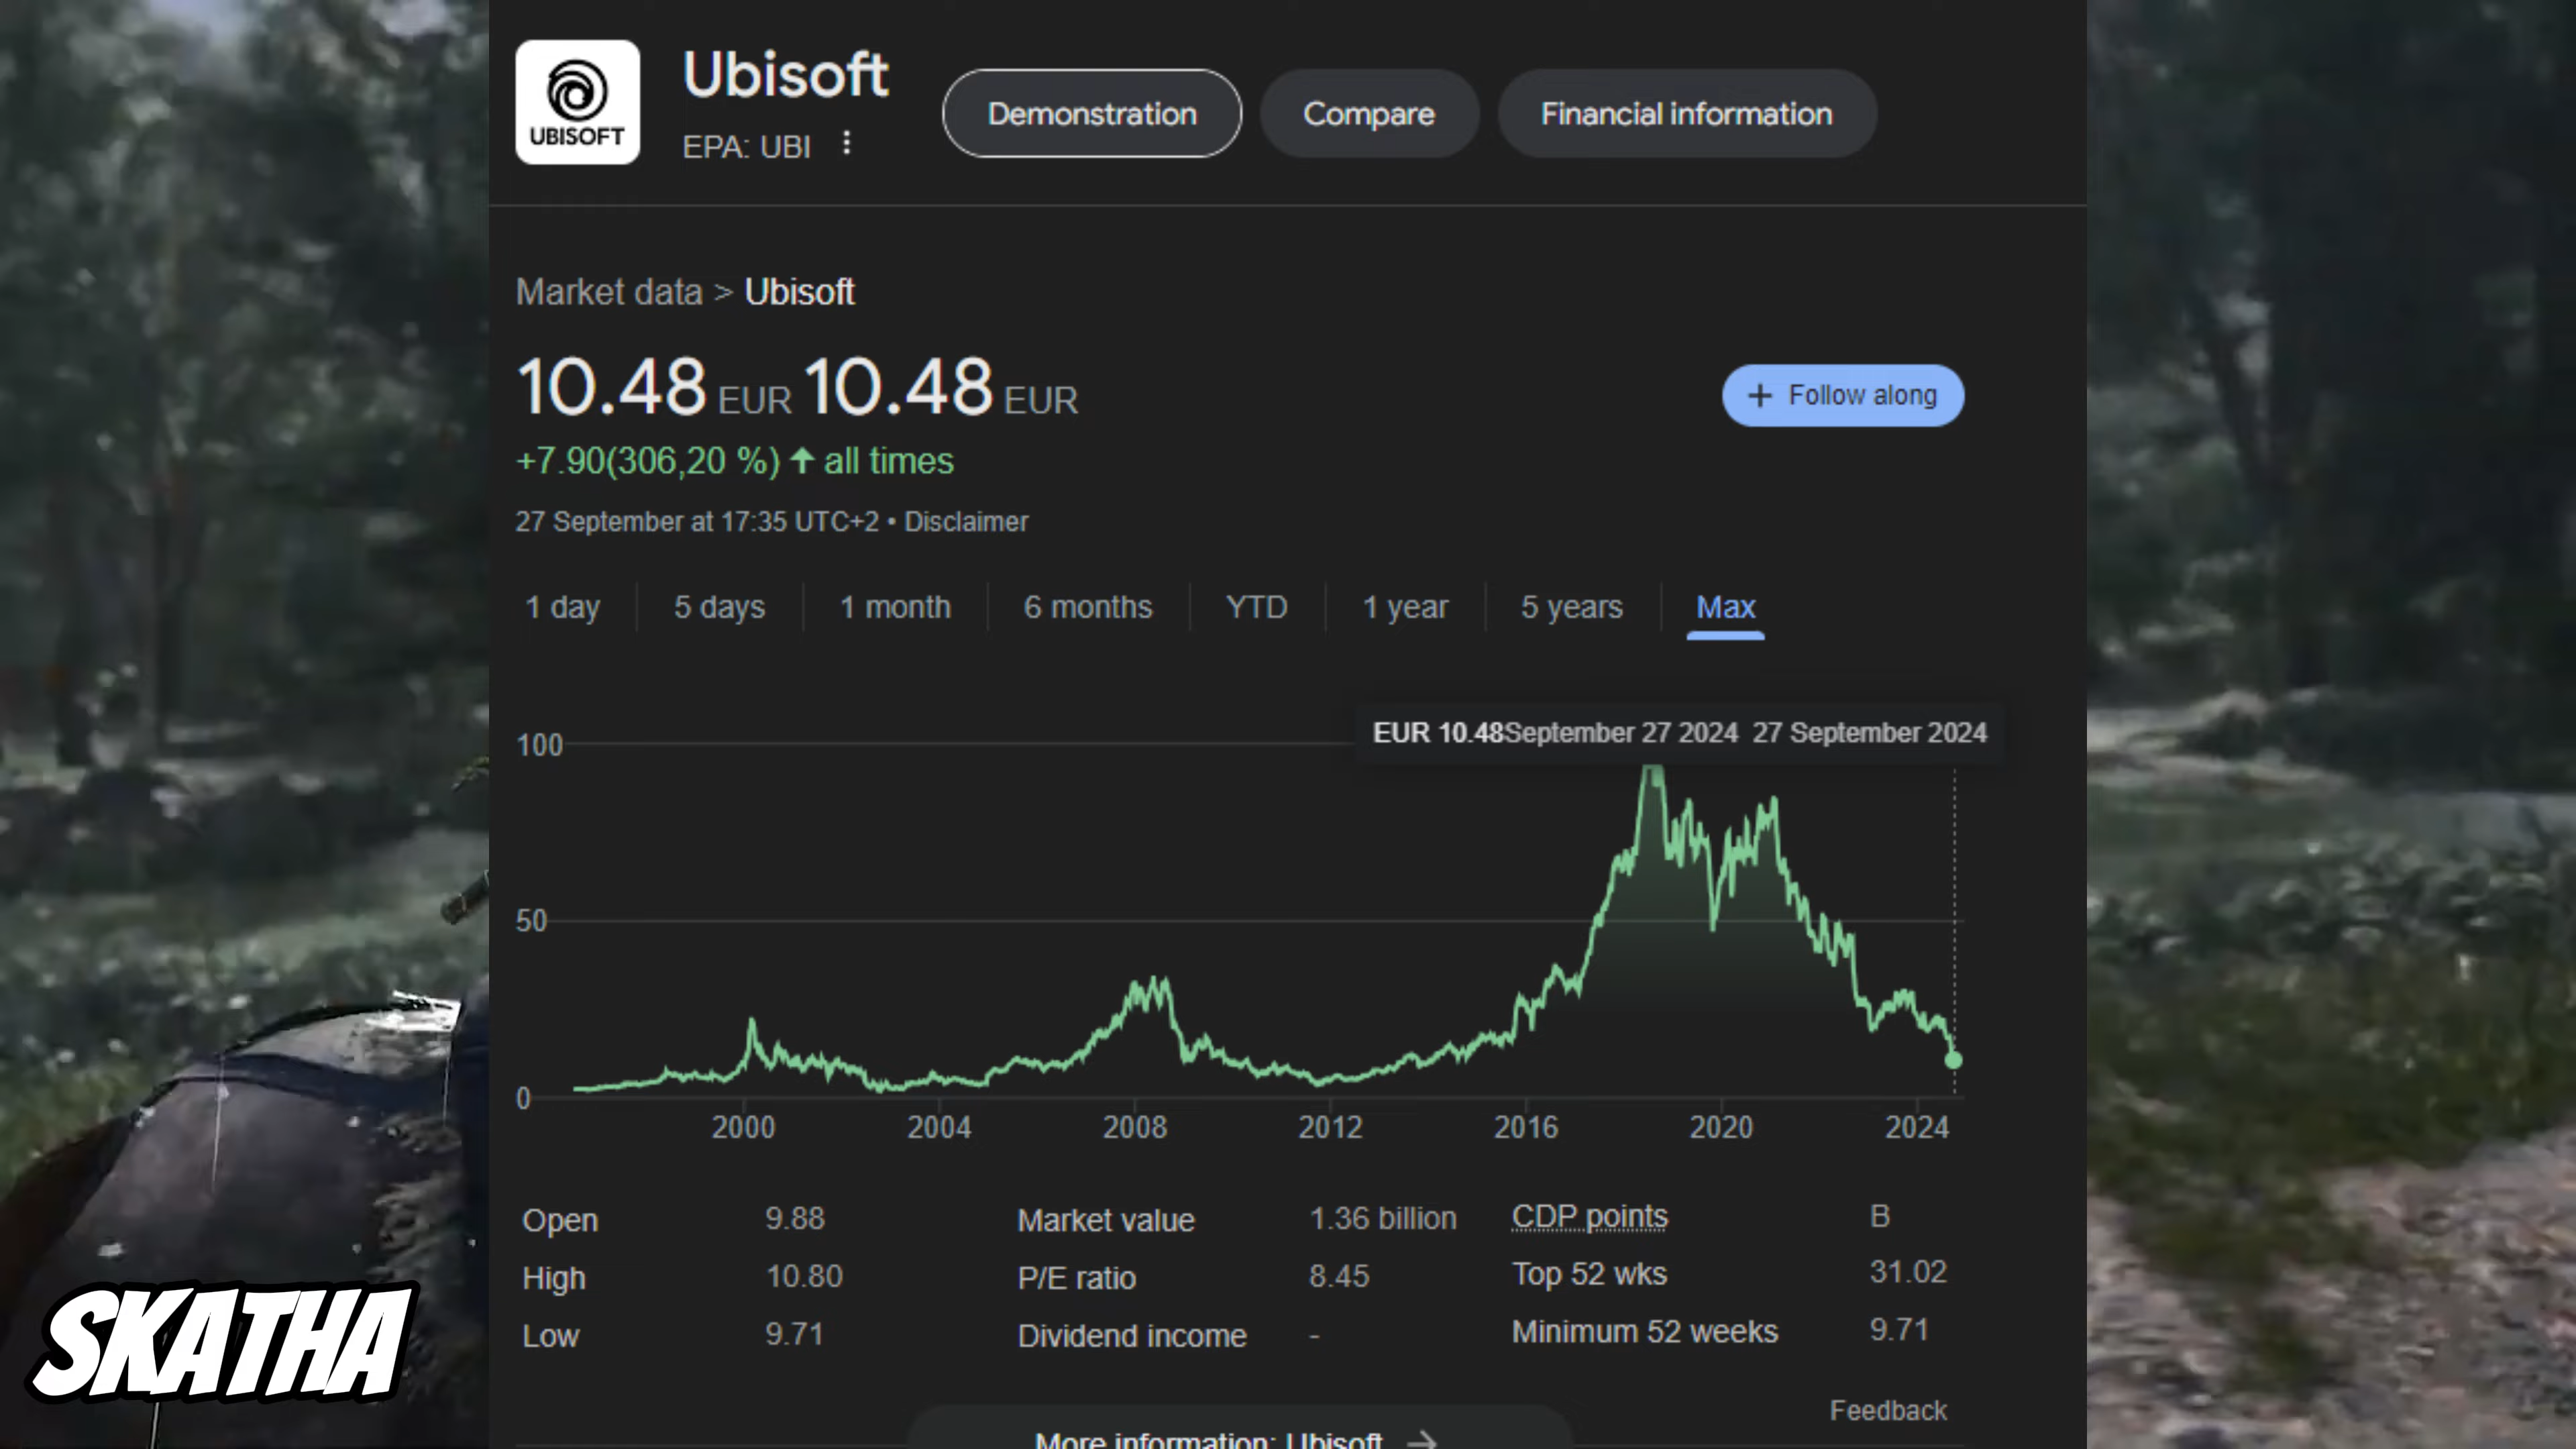 Ubisoft
UBISOFT
EPA: UBI
Demonstration
Compare
Financial information
Market data > Ubisoft
10.48 EUR 10.48 EUR
+ Follow along
+7.90(306,20 %) ↑ all times
27 September at 17:35 UTC+2 • Disclaimer
1 day 5 days 1 month 6 months YTD 1 year 5 years Max
EUR 10.48September 27 2024 27 September 2024
100
50
0
2000 2004 2008 2012 2016 2020 2024
Open 9.88 Market value 1.36 billion CDP points B
High 10.80 P/E ratio 8.45 Top 52 wks 31.02
Low 9.71 Dividend income - Minimum 52 weeks 9.71
SKATHA
Feedback
More information: Ubisoft →